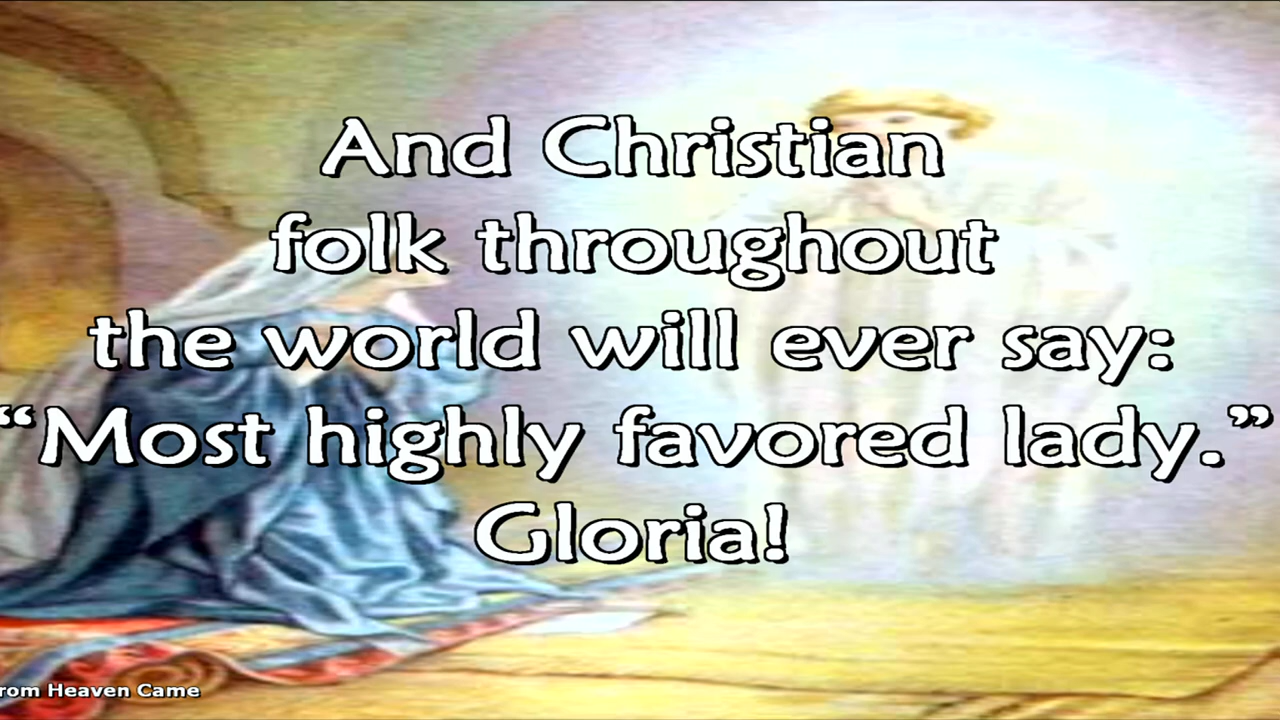 And Christian
folk throughout
the world will ever say:
“Most highly favored lady.”
Gloria!
rom Heaven Came